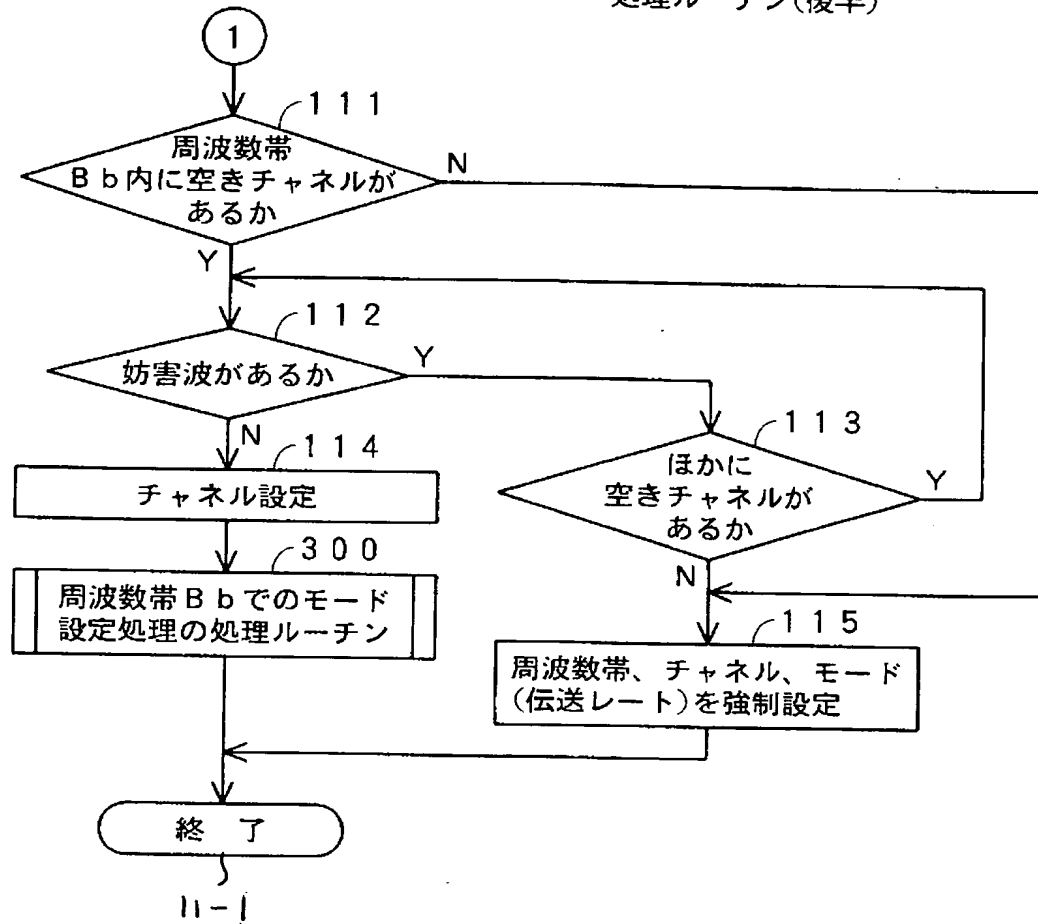 処理ルーチン(後半)
1
111
周波数帯
Bb内に空きチャネルが
あるか
N
Y
112
妨害波があるか
Y
N
113
ほかに
空きチャネルが
あるか
Y
N
114
チャネル設定
300
周波数帯Bbでのモード
設定処理の処理ルーチン
115
周波数帯、チャネル、モード
(伝送レート)を強制設定
終 了
11-1